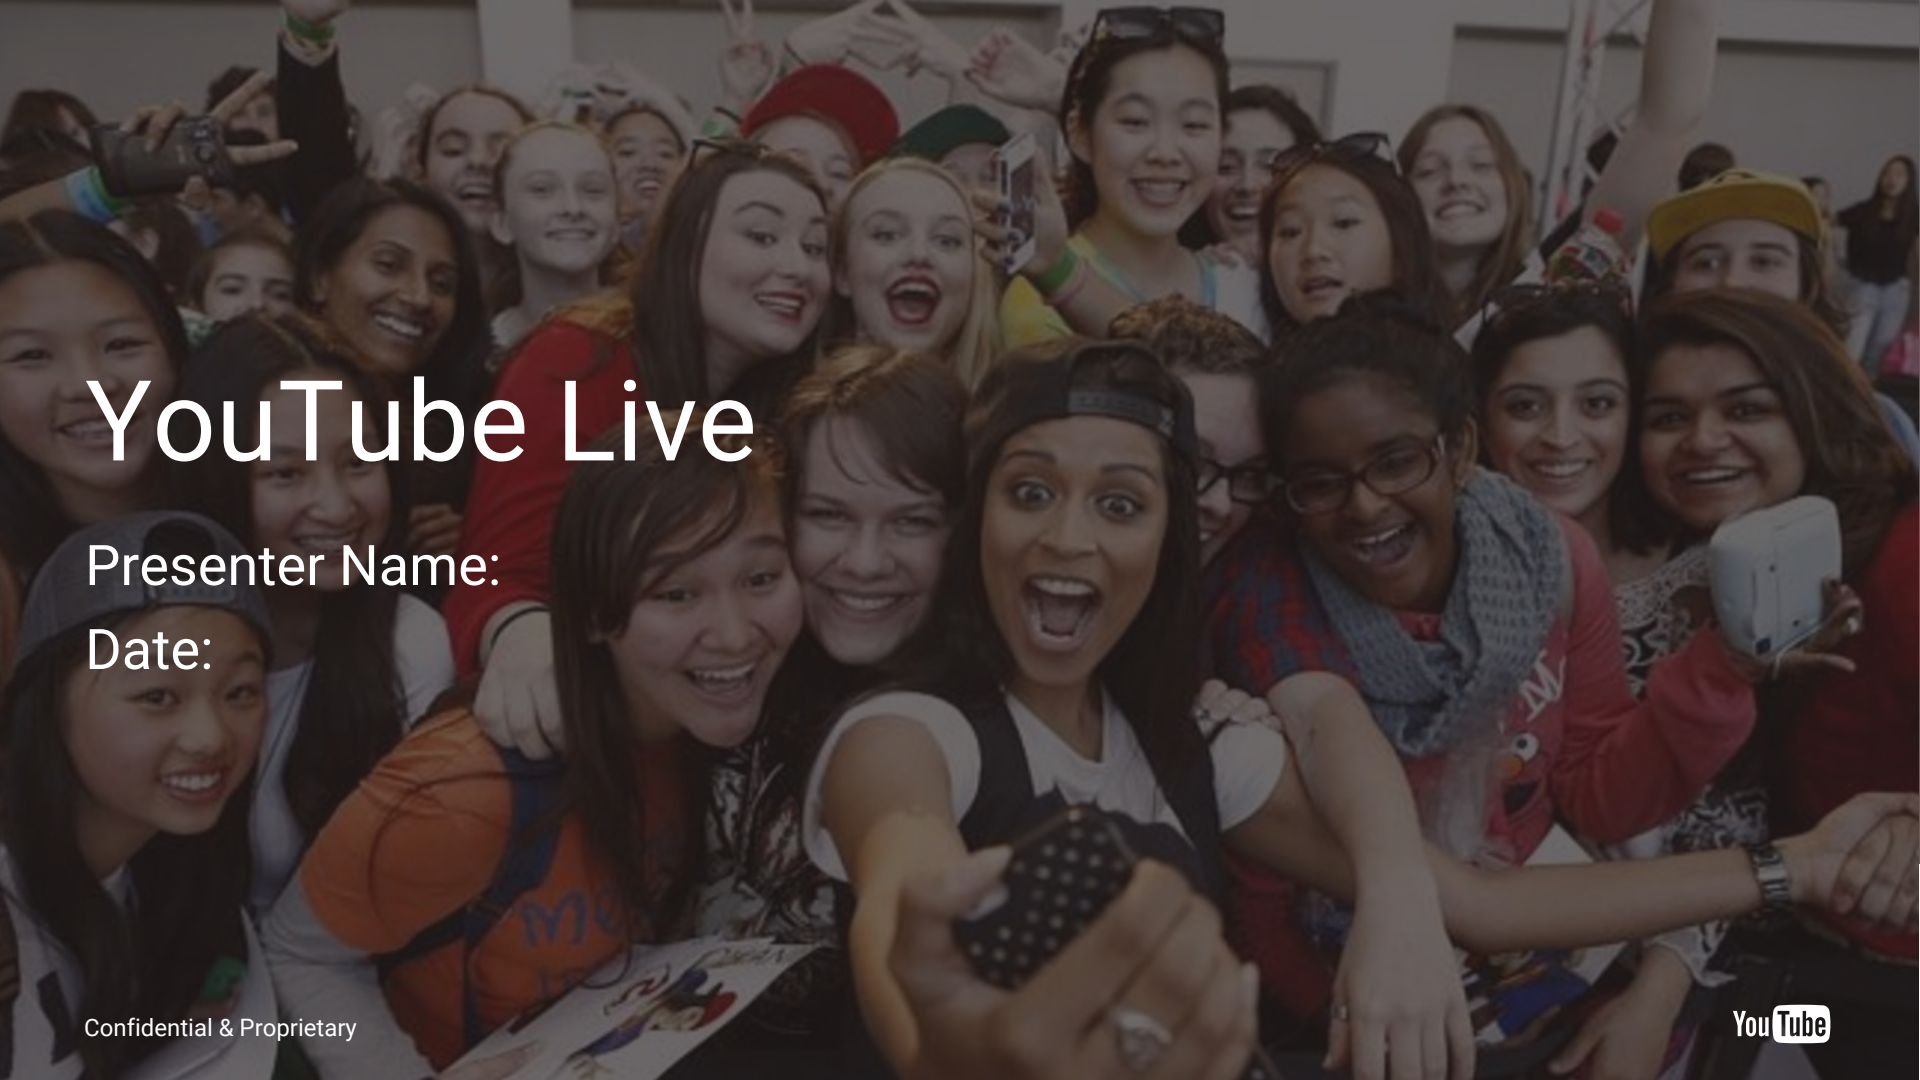 YouTube Live
Presenter Name:
Date:
Confidential & Proprietary
YouTube